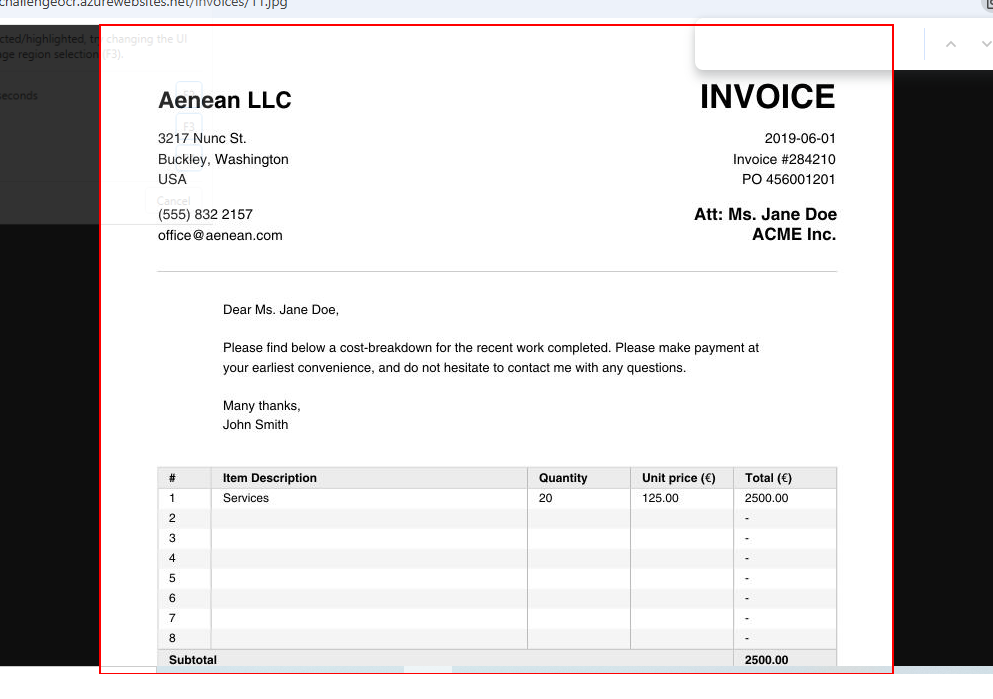 challengeocr.azurewebsites.net/invoices/11.jpg
cted/highlighted, try changing the UI
ge region selection (F3).
seconds
F3
Cancel
Aenean LLC
INVOICE
3217 Nunc St.
2019-06-01
Buckley, Washington
Invoice #284210
USA
PO 456001201
(555) 832 2157
Att: Ms. Jane Doe
office@aenean.com
ACME Inc.
Dear Ms. Jane Doe,
Please find below a cost-breakdown for the recent work completed. Please make payment at
your earliest convenience, and do not hesitate to contact me with any questions.
Many thanks,
John Smith
# Item Description Quantity Unit price (€) Total (€)
1 Services 20 125.00 2500.00
2 -
3 -
4 -
5 -
6 -
7 -
8 -
Subtotal 2500.00